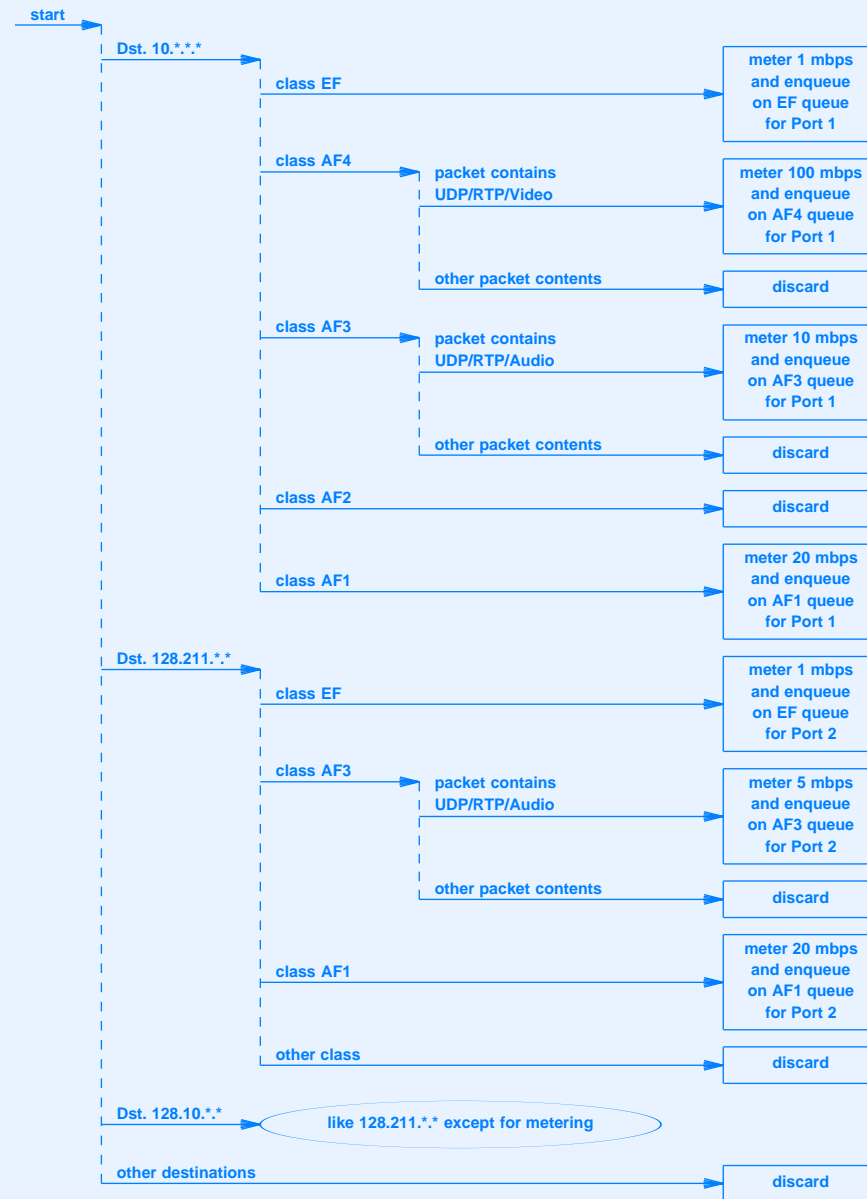 start
Dst. 10.*.*.*
class EF
meter 1 mbps
and enqueue
on EF queue
for Port 1
class AF4
packet contains
UDP/RTP/Video
meter 100 mbps
and enqueue
on AF4 queue
for Port 1
other packet contents
discard
class AF3
packet contains
UDP/RTP/Audio
meter 10 mbps
and enqueue
on AF3 queue
for Port 1
other packet contents
discard
class AF2
discard
class AF1
meter 20 mbps
and enqueue
on AF1 queue
for Port 1
Dst. 128.211.*.*
class EF
meter 1 mbps
and enqueue
on EF queue
for Port 2
class AF3
packet contains
UDP/RTP/Audio
meter 5 mbps
and enqueue
on AF3 queue
for Port 2
other packet contents
discard
class AF1
meter 20 mbps
and enqueue
on AF1 queue
for Port 2
other class
discard
Dst. 128.10.*.*
like 128.211.*.* except for metering
other destinations
discard